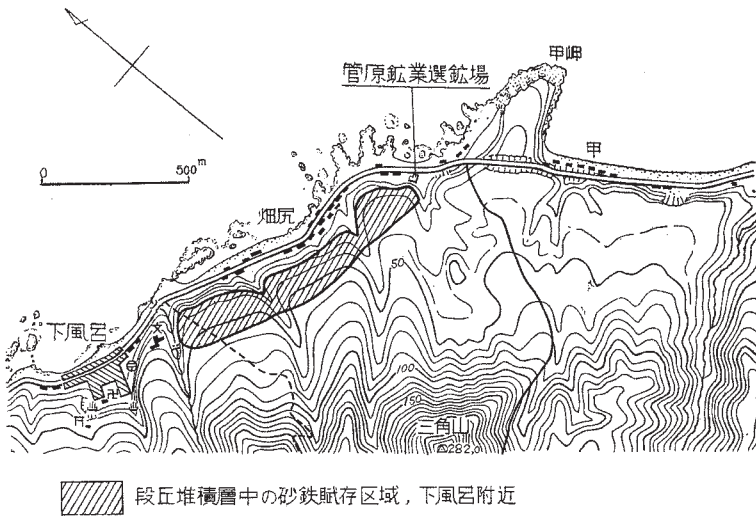 甲岬
管原鉱業選鉱場
甲
0 500m
畑尻
50
下風呂
100
150
三角山
282.0
段丘堆積層中の砂鉄賦存区域，下風呂附近